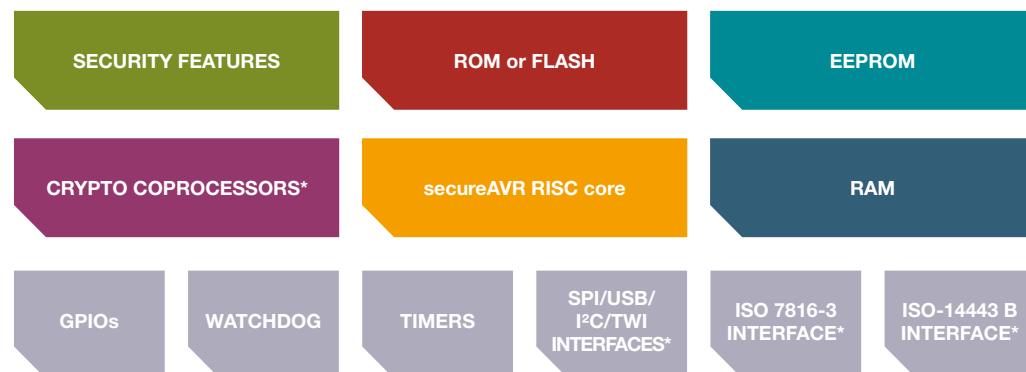 SECURITY FEATURES
ROM or FLASH
EEPROM
CRYPTO COPROCESSORS*
secureAVR RISC core
RAM
GPIOs
WATCHDOG
TIMERS
SPI/USB/
I²C/TWI
INTERFACES*
ISO 7816-3
INTERFACE*
ISO-14443 B
INTERFACE*